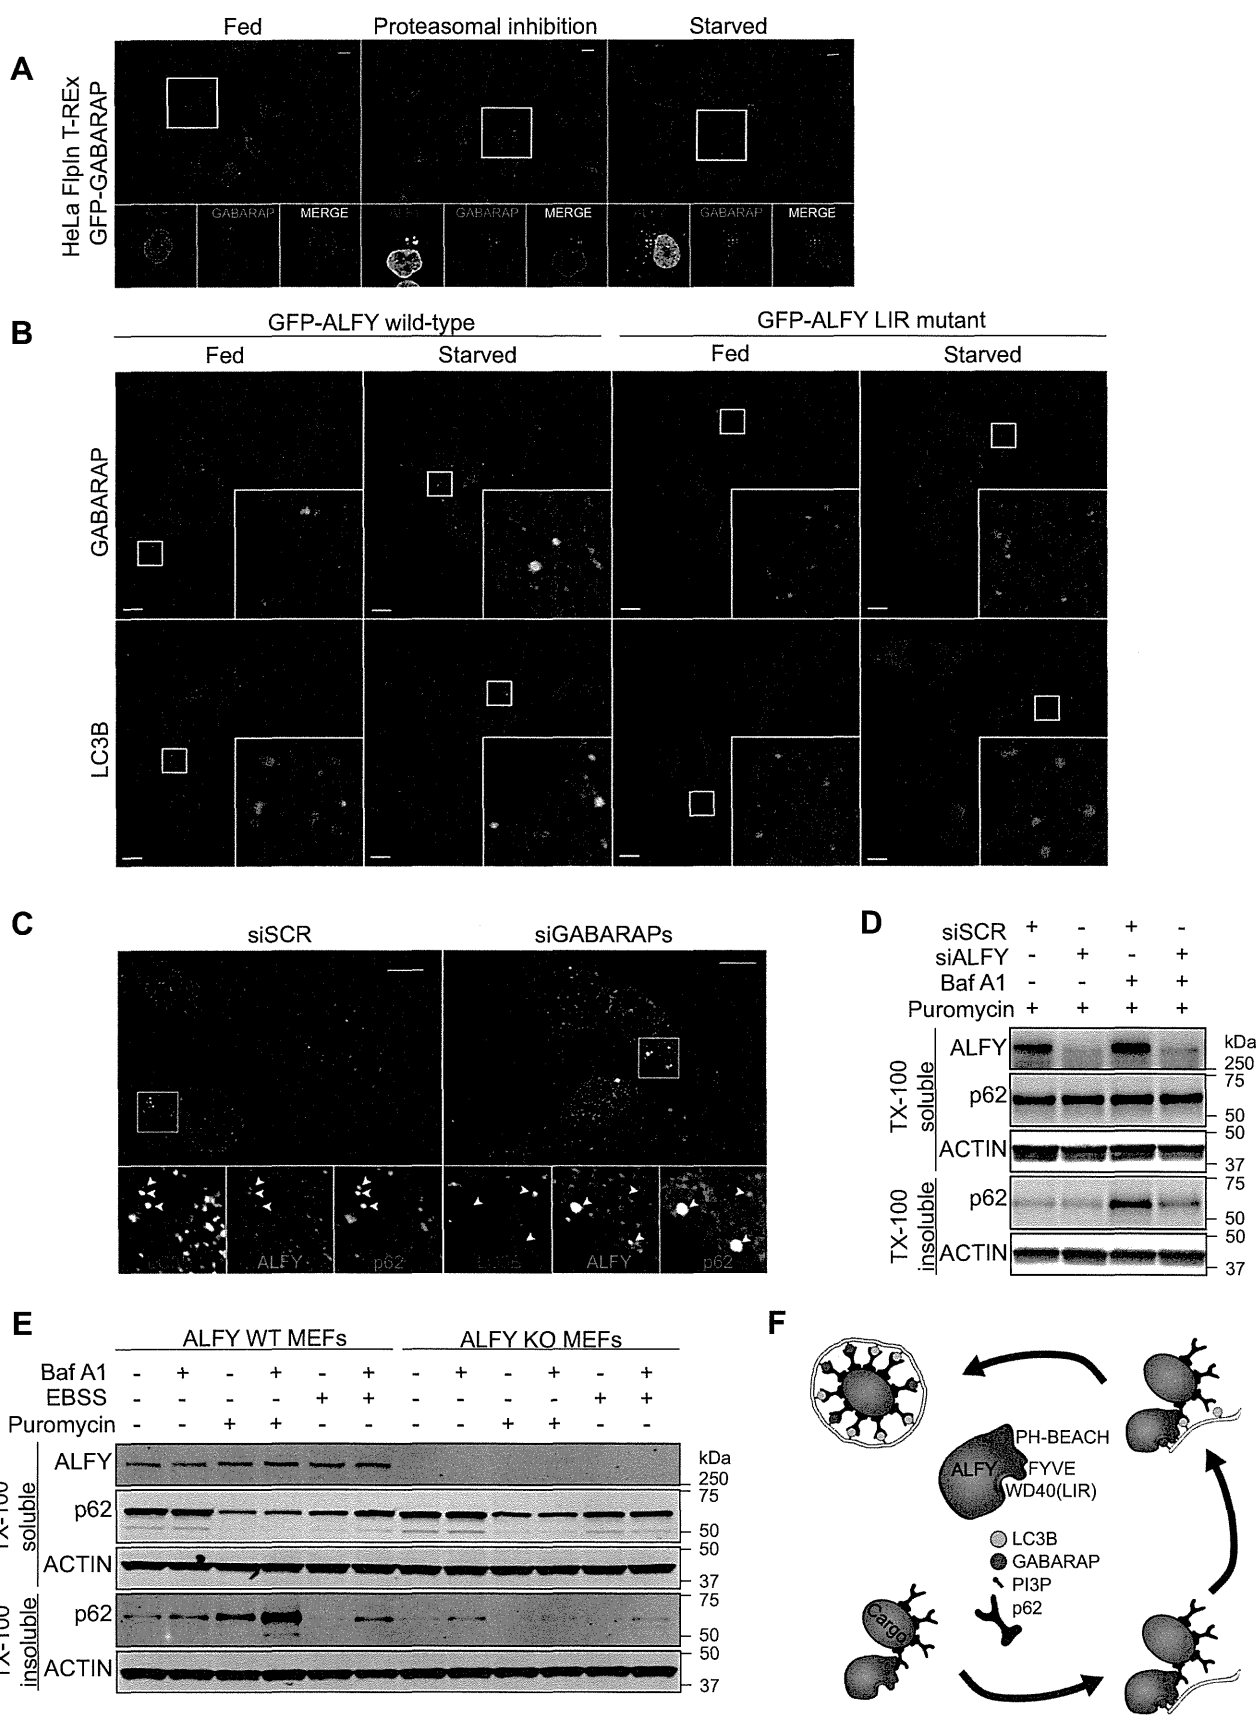 A
Fed
Proteasomal inhibition
Starved
HeLa FlpIn T-REx
GFP-GABARAP
GABARAP
MERGE
GABARAP
MERGE
GABARAP
MERGE
B
GFP-ALFY wild-type
GFP-ALFY LIR mutant
Fed
Starved
Fed
Starved
GABARAP
LC3B
C
siSCR
siGABARAPs
ALFY
p62
LC3B
ALFY
p62
D
siSCR + - + -
siALFY - + - +
Baf A1 - - + +
Puromycin + + + +
TX-100
soluble
ALFY
kDa
250
p62
75
50
ACTIN
50
37
TX-100
insoluble
p62
75
50
ACTIN
50
37
E
ALFY WT MEFs
ALFY KO MEFs
Baf A1 - + - + - + - + - + - +
EBSS - - - - + + - - - - + +
Puromycin - - + + - - - - + + - -
TX-100
soluble
ALFY
kDa
250
p62
75
50
ACTIN
50
37
TX-100
insoluble
p62
75
50
ACTIN
50
37
F
PH-BEACH
ALFY
FYVE
WD40(LIR)
LC3B
GABARAP
PI3P
p62
Cargo